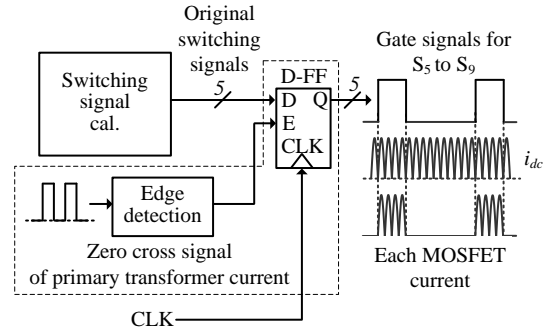 Original
switching
signals
Switching
signal
cal.
5
D-FF
D Q
E
CLK
5
Gate signals for
S5 to S9
idc
Each MOSFET
current
Edge
detection
Zero cross signal
of primary transformer current
CLK